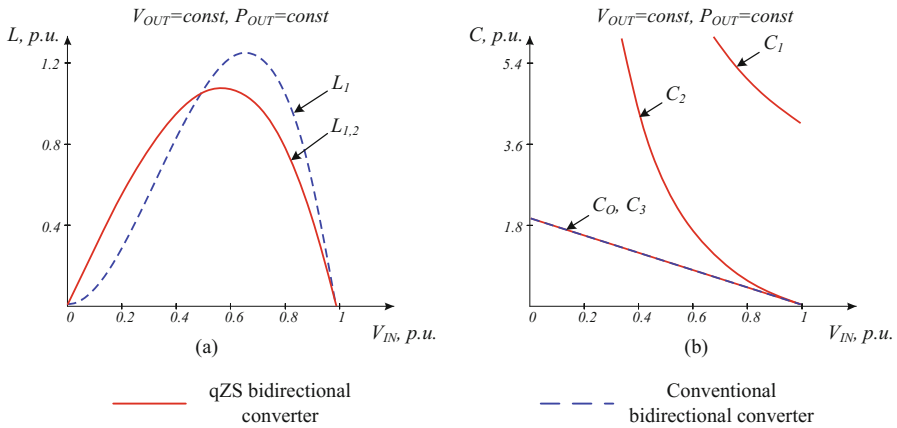 V_OUT=const, P_OUT=const
L, p.u.
1.2
0.8
0.4
0
0.2
0.4
0.6
0.8
1
V_IN, p.u.
L_1
L_1,2
(a)
V_OUT=const, P_OUT=const
C, p.u.
5.4
3.6
1.8
0
0.2
0.4
0.6
0.8
1
V_IN, p.u.
C_1
C_2
C_O, C_3
(b)
qZS bidirectional
converter
Conventional
bidirectional converter